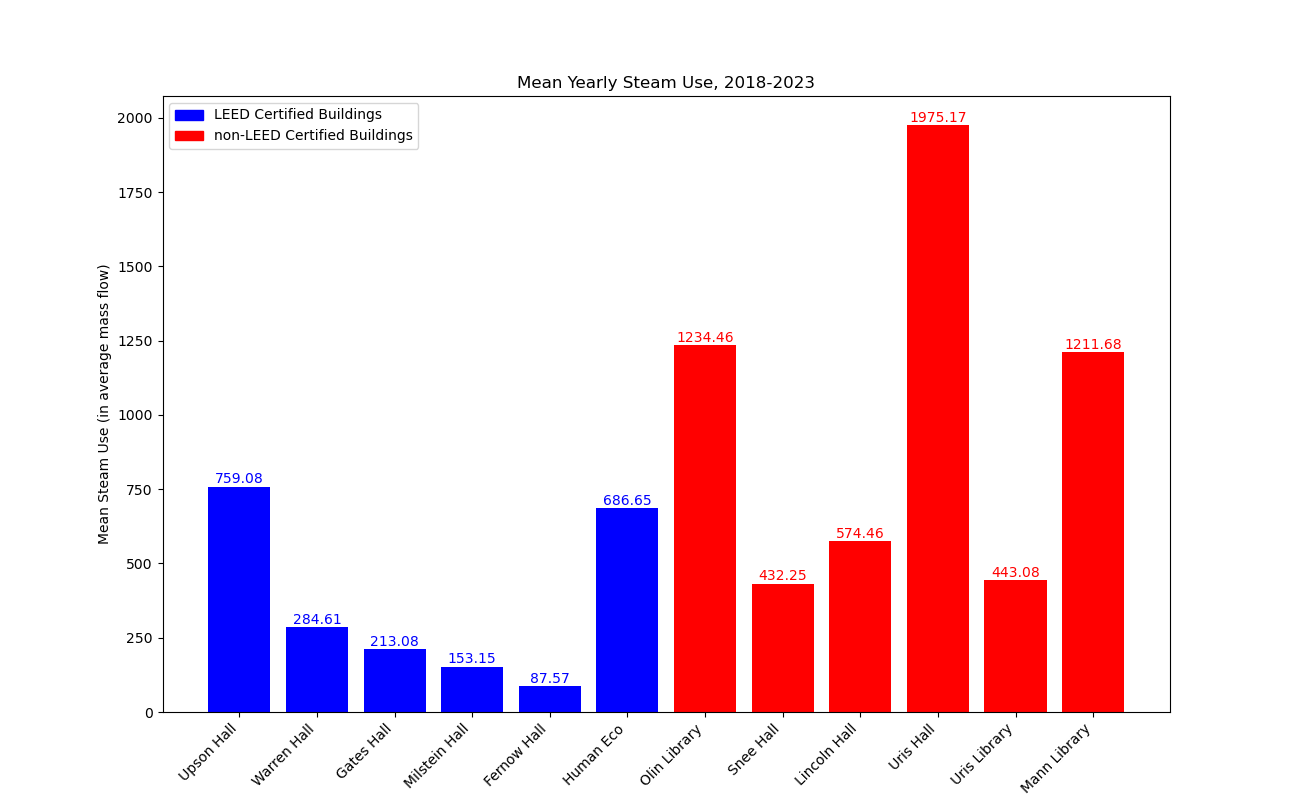 Mean Yearly Steam Use, 2018-2023
LEED Certified Buildings
non-LEED Certified Buildings
Mean Steam Use (in average mass flow)
2000
1750
1500
1250
1000
750
500
250
0
759.08
284.61
213.08
153.15
87.57
686.65
1234.46
432.25
574.46
1975.17
443.08
1211.68
Upson Hall
Warren Hall
Gates Hall
Milstein Hall
Fernow Hall
Human Eco
Olin Library
Snee Hall
Lincoln Hall
Uris Hall
Uris Library
Mann Library